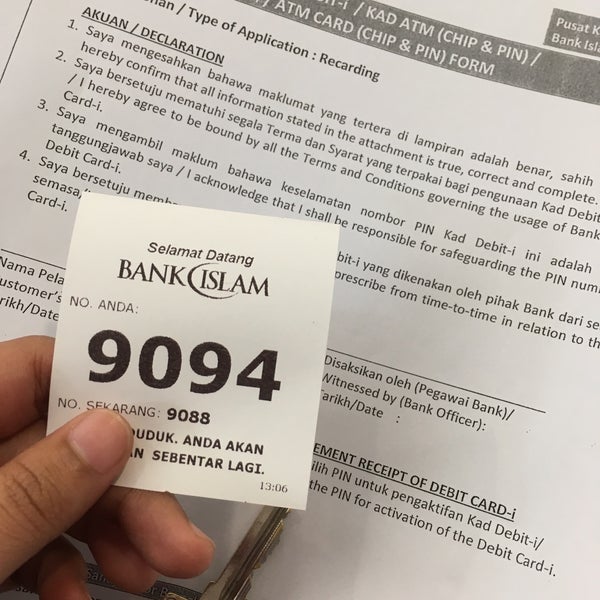 -i / KAD ATM (CHIP & PIN) /
/ ATM CARD (CHIP & PIN) FORM
Pusat K
Bank Isla
/ Type of Application : Recarding
AKUAN / DECLARATION
1. Saya mengesahkan bahawa maklumat yang tertera di lampiran adalah benar, sahih
hereby confirm that all information stated in the attachment is true, correct and complete.
2. Saya bersetuju mematuhi segala Terma dan Syarat yang terpakai bagi pengunaan Kad Debit
/ I hereby agree to be bound by all the Terms and Conditions governing the usage of Bank
Card-i.
3. Saya mengambil maklum bahawa keselamatan nombor PIN Kad Debit-i ini adalah
tanggungjawab saya / I acknowledge that I shall be responsible for safeguarding the PIN num
Debit Card-i.
4. Saya bersetuju memb
bit-i yang dikenakan oleh pihak Bank dari se
semasa,
prescribe from time-to-time in relation to th
Card-i.
Nama Pela
ustomer's
arikh/Date
Disaksikan oleh (Pegawai Bank)/
Witnessed by (Bank Officer):
Tarikh/Date :
EMENT RECEIPT OF DEBIT CARD-i
ilih PIN untuk pengaktifan Kad Debit-i/
the PIN for activation of the Debit Card-i.
Selamat Datang
BANK ISLAM
NO. ANDA:
9094
NO. SEKARANG: 9088
DUDUK. ANDA AKAN
AN SEBENTAR LAGI.
13:06